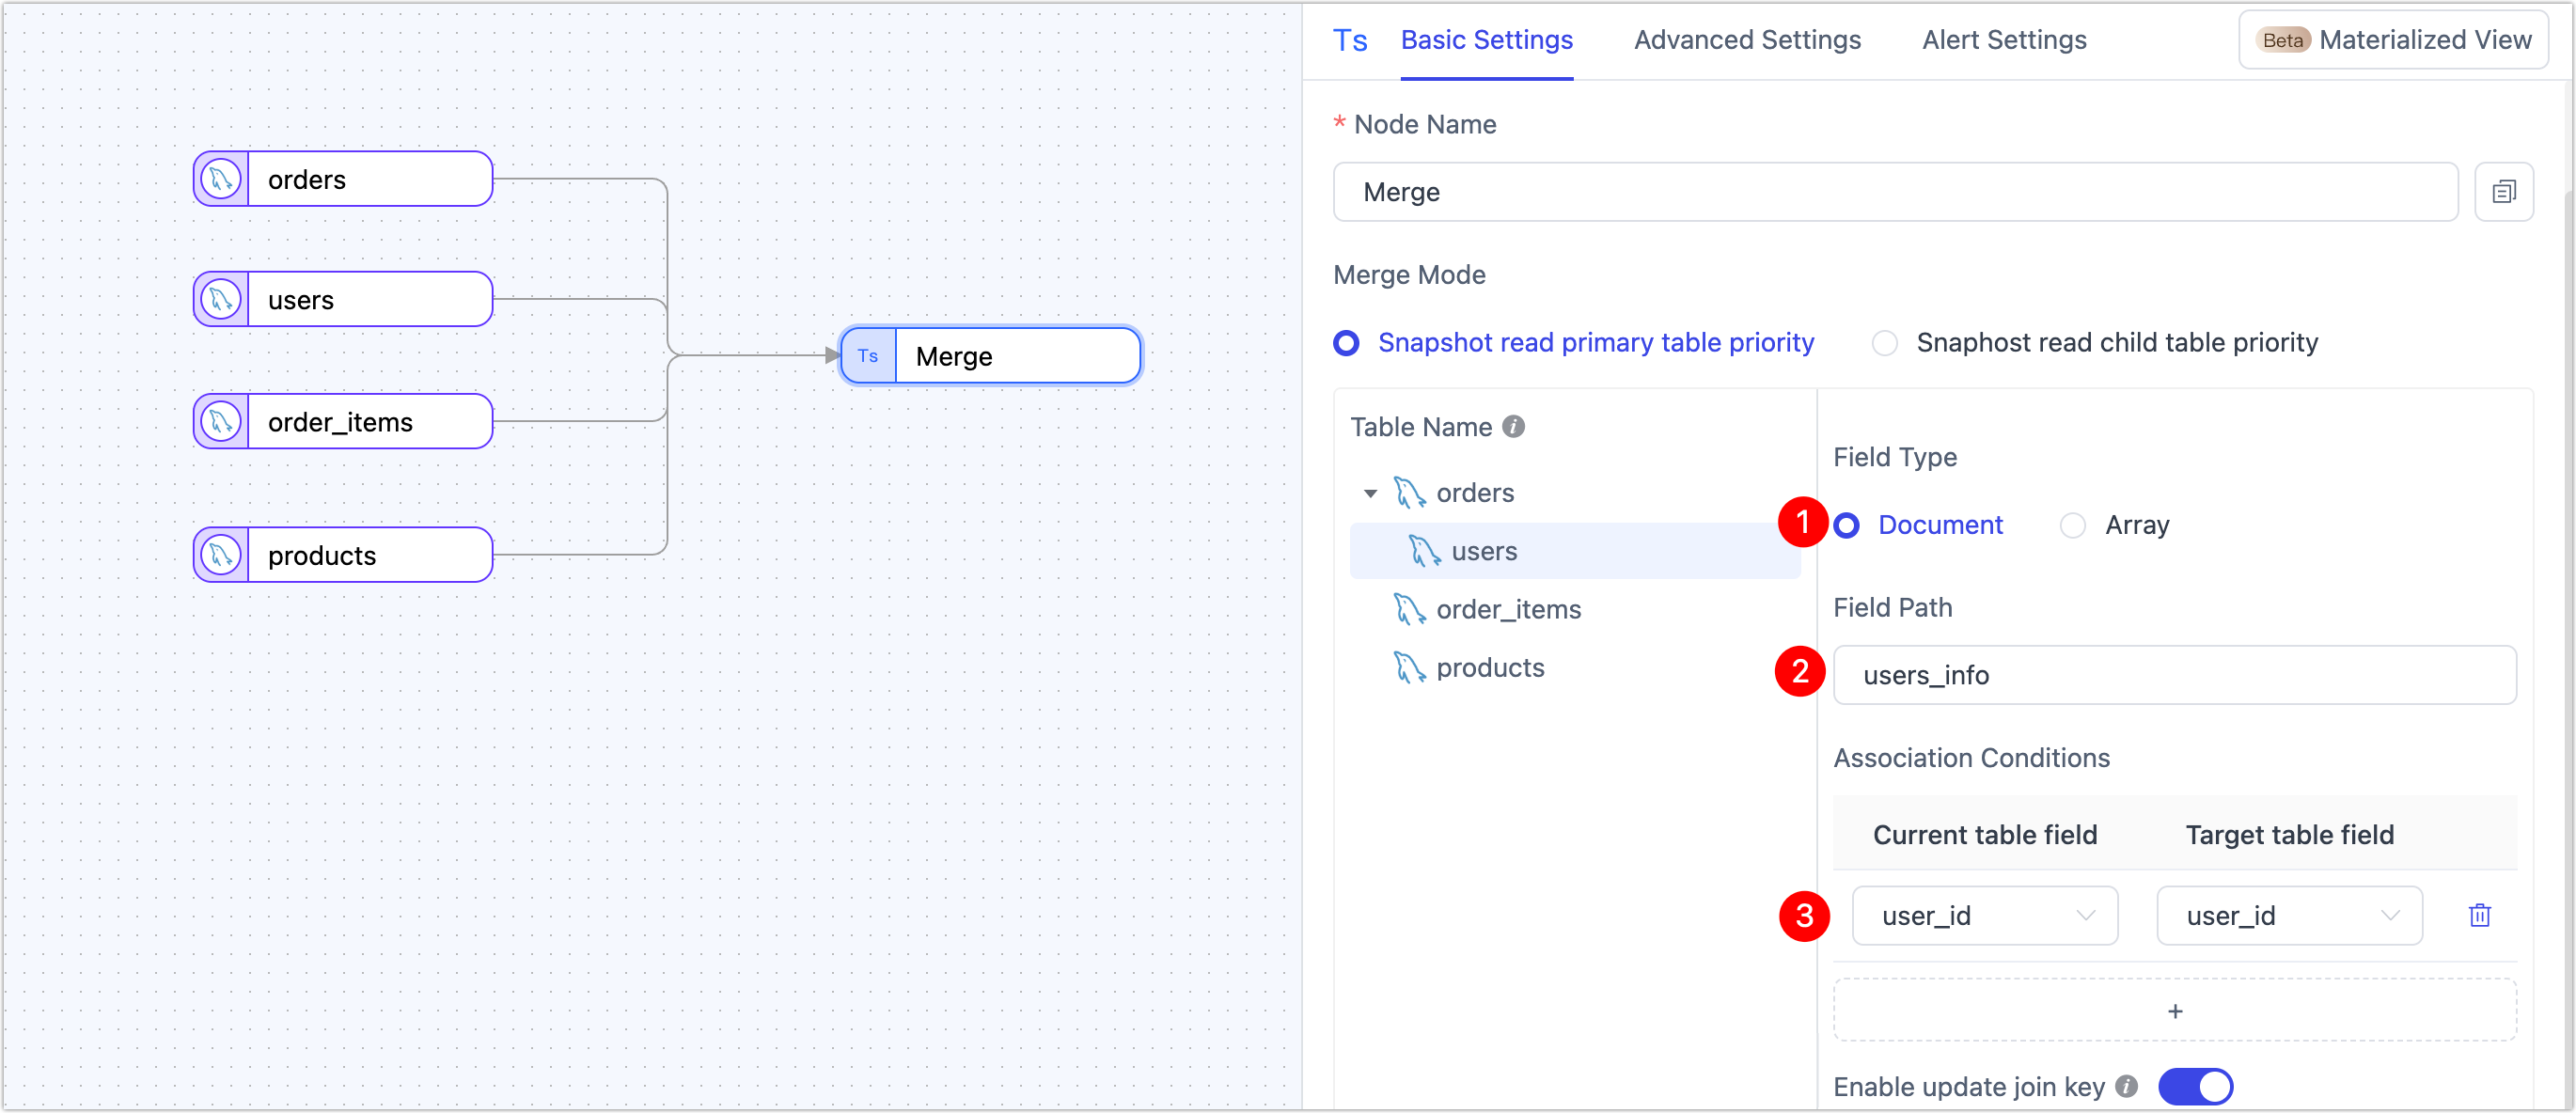 orders
users
order_items
products
Ts Merge
Ts Basic Settings Advanced Settings Alert Settings Beta Materialized View
* Node Name
Merge
Merge Mode
Snapshot read primary table priority Snaphost read child table priority
Table Name i
orders
users
order_items
products
Field Type
1 Document Array
Field Path
2 users_info
Association Conditions
Current table field Target table field
3 user_id user_id
+
Enable update join key i